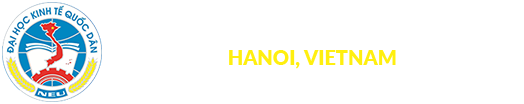 ĐẠI HỌC KINH TẾ QUỐC DÂN
NEU
HANOI, VIETNAM